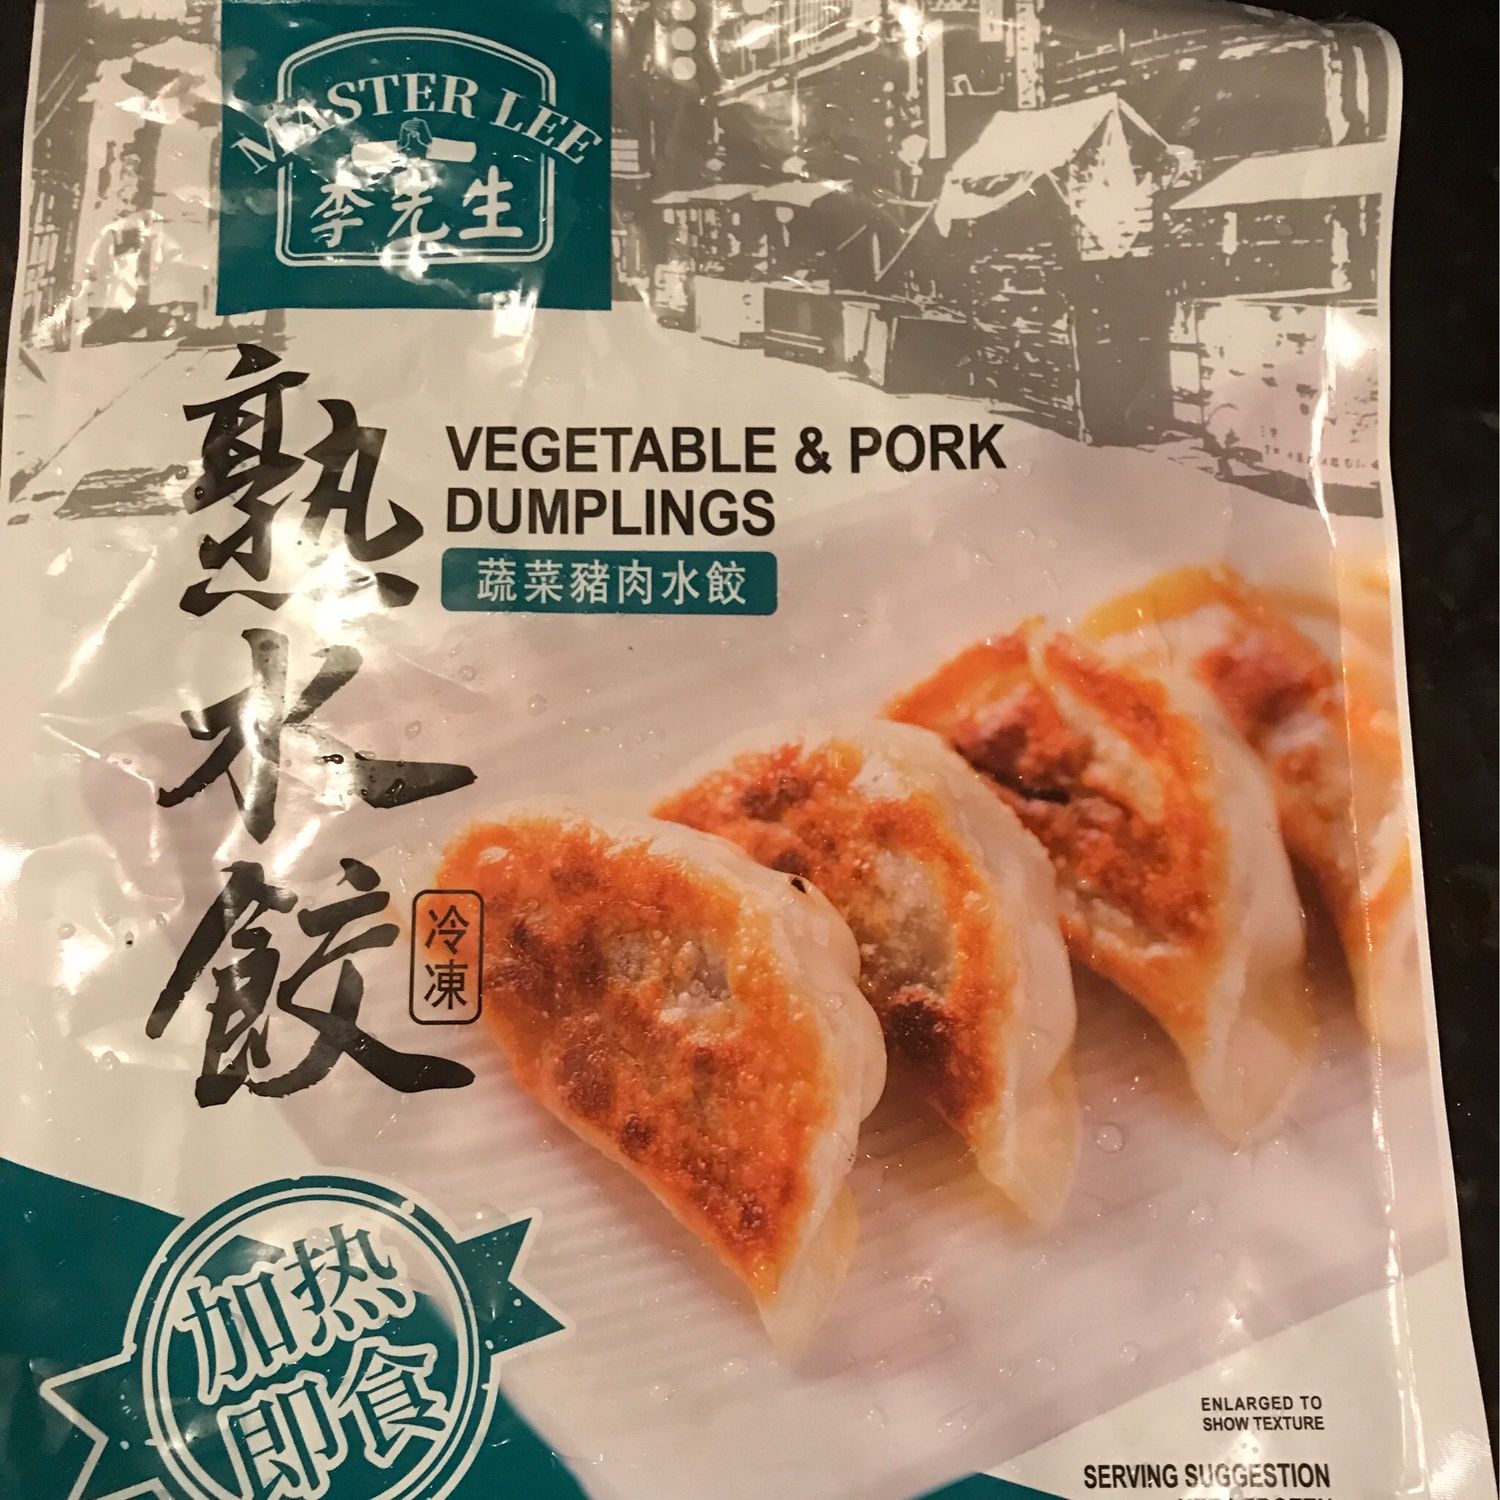 MASTER LEE
李先生
熟水餃
VEGETABLE & PORK
DUMPLINGS
蔬菜豬肉水餃
冷凍
加热
即食
ENLARGED TO
SHOW TEXTURE
SERVING SUGGESTION